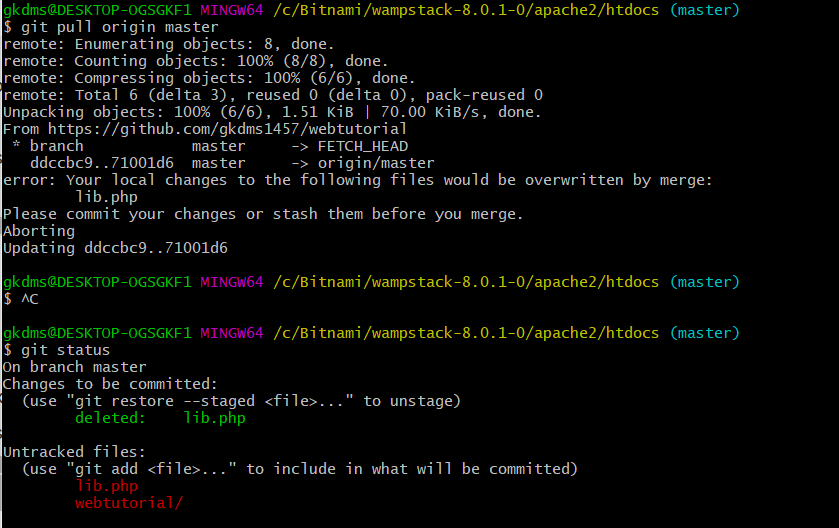 gkdms@DESKTOP-OGSGKF1 MINGW64 /c/Bitnami/wampstack-8.0.1-0/apache2/htdocs (master)
$ git pull origin master
remote: Enumerating objects: 8, done.
remote: Counting objects: 100% (8/8), done.
remote: Compressing objects: 100% (6/6), done.
remote: Total 6 (delta 3), reused 0 (delta 0), pack-reused 0
Unpacking objects: 100% (6/6), 1.51 KiB | 70.00 KiB/s, done.
From https://github.com/gkdms1457/webtutorial
 * branch            master     -> FETCH_HEAD
   ddccbc9..71001d6  master     -> origin/master
error: Your local changes to the following files would be overwritten by merge:
        lib.php
Please commit your changes or stash them before you merge.
Aborting
Updating ddccbc9..71001d6
gkdms@DESKTOP-OGSGKF1 MINGW64 /c/Bitnami/wampstack-8.0.1-0/apache2/htdocs (master)
$ ^C
gkdms@DESKTOP-OGSGKF1 MINGW64 /c/Bitnami/wampstack-8.0.1-0/apache2/htdocs (master)
$ git status
On branch master
Changes to be committed:
  (use "git restore --staged <file>..." to unstage)
        deleted:    lib.php
Untracked files:
  (use "git add <file>..." to include in what will be committed)
        lib.php
        webtutorial/